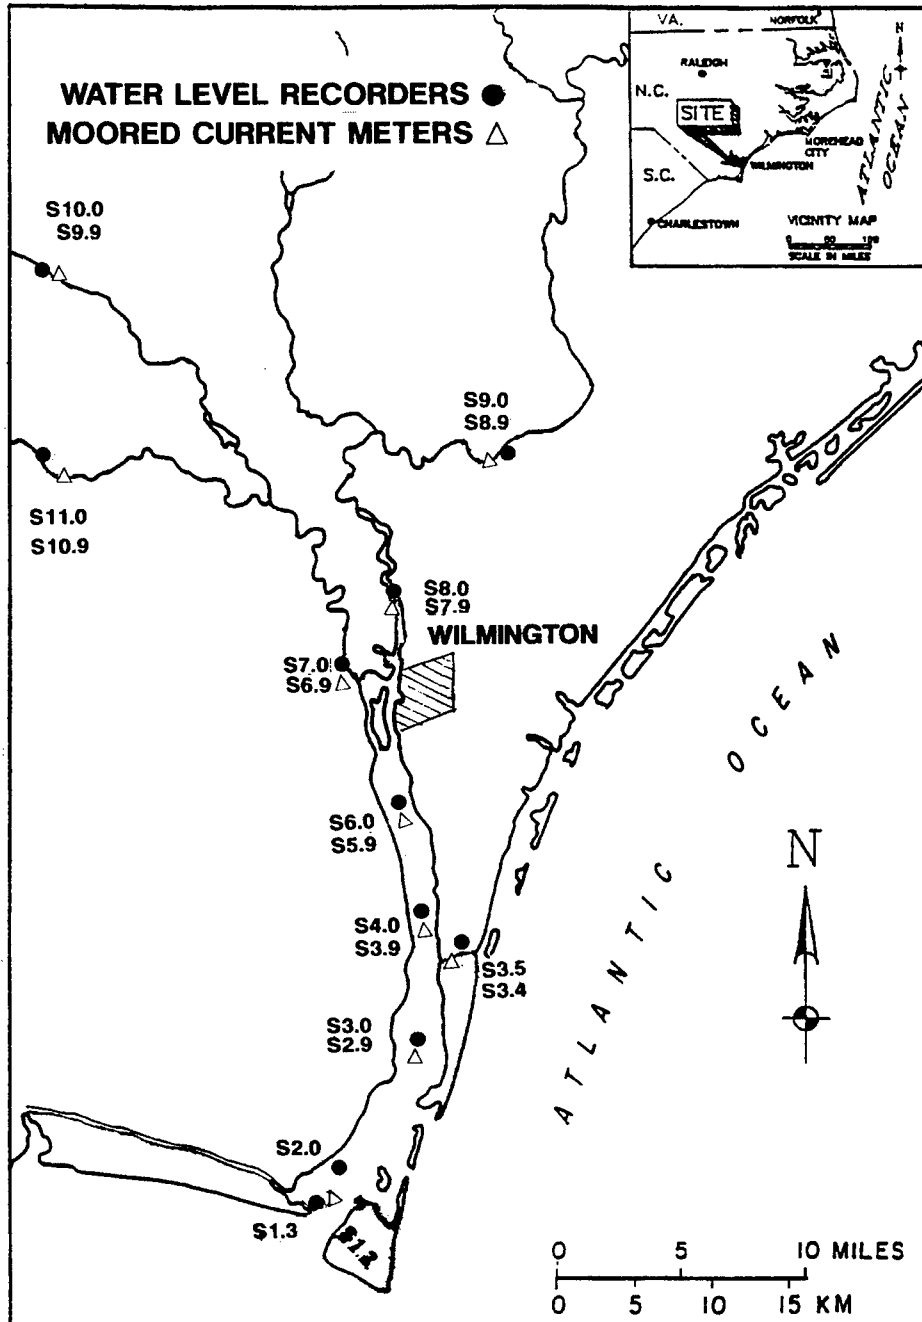 WATER LEVEL RECORDERS
MOORED CURRENT METERS
VA.
NORFOLK
N
RALEIGH
N.C.
SITE
MOREHEAD
CITY
WILMINGTON
ATLANTIC
OCEAN
S.C.
CHARLESTOWN
VICINITY MAP
0 50 100
SCALE IN MILES
S10.0
S9.9
S9.0
S8.9
S11.0
S10.9
S8.0
S7.9
WILMINGTON
S7.0
S6.9
S6.0
S5.9
S4.0
S3.9
S3.5
S3.4
S3.0
S2.9
S2.0
S1.3
S1.2
ATLANTIC OCEAN
N
0 5 10 MILES
0 5 10 15 KM